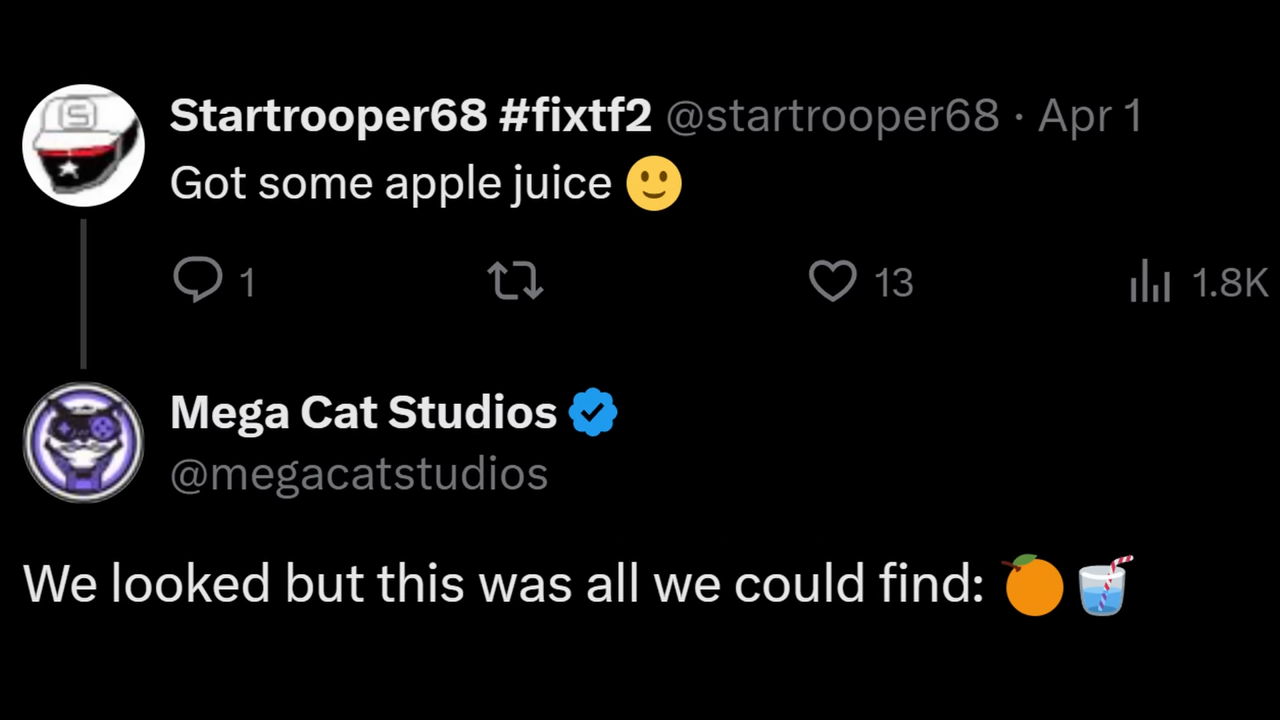 Startrooper68 #fixtf2 @startrooper68 · Apr 1
Got some apple juice 🙂
1 13 1.8K
Mega Cat Studios
@megacatstudios
We looked but this was all we could find: 🍊🥤